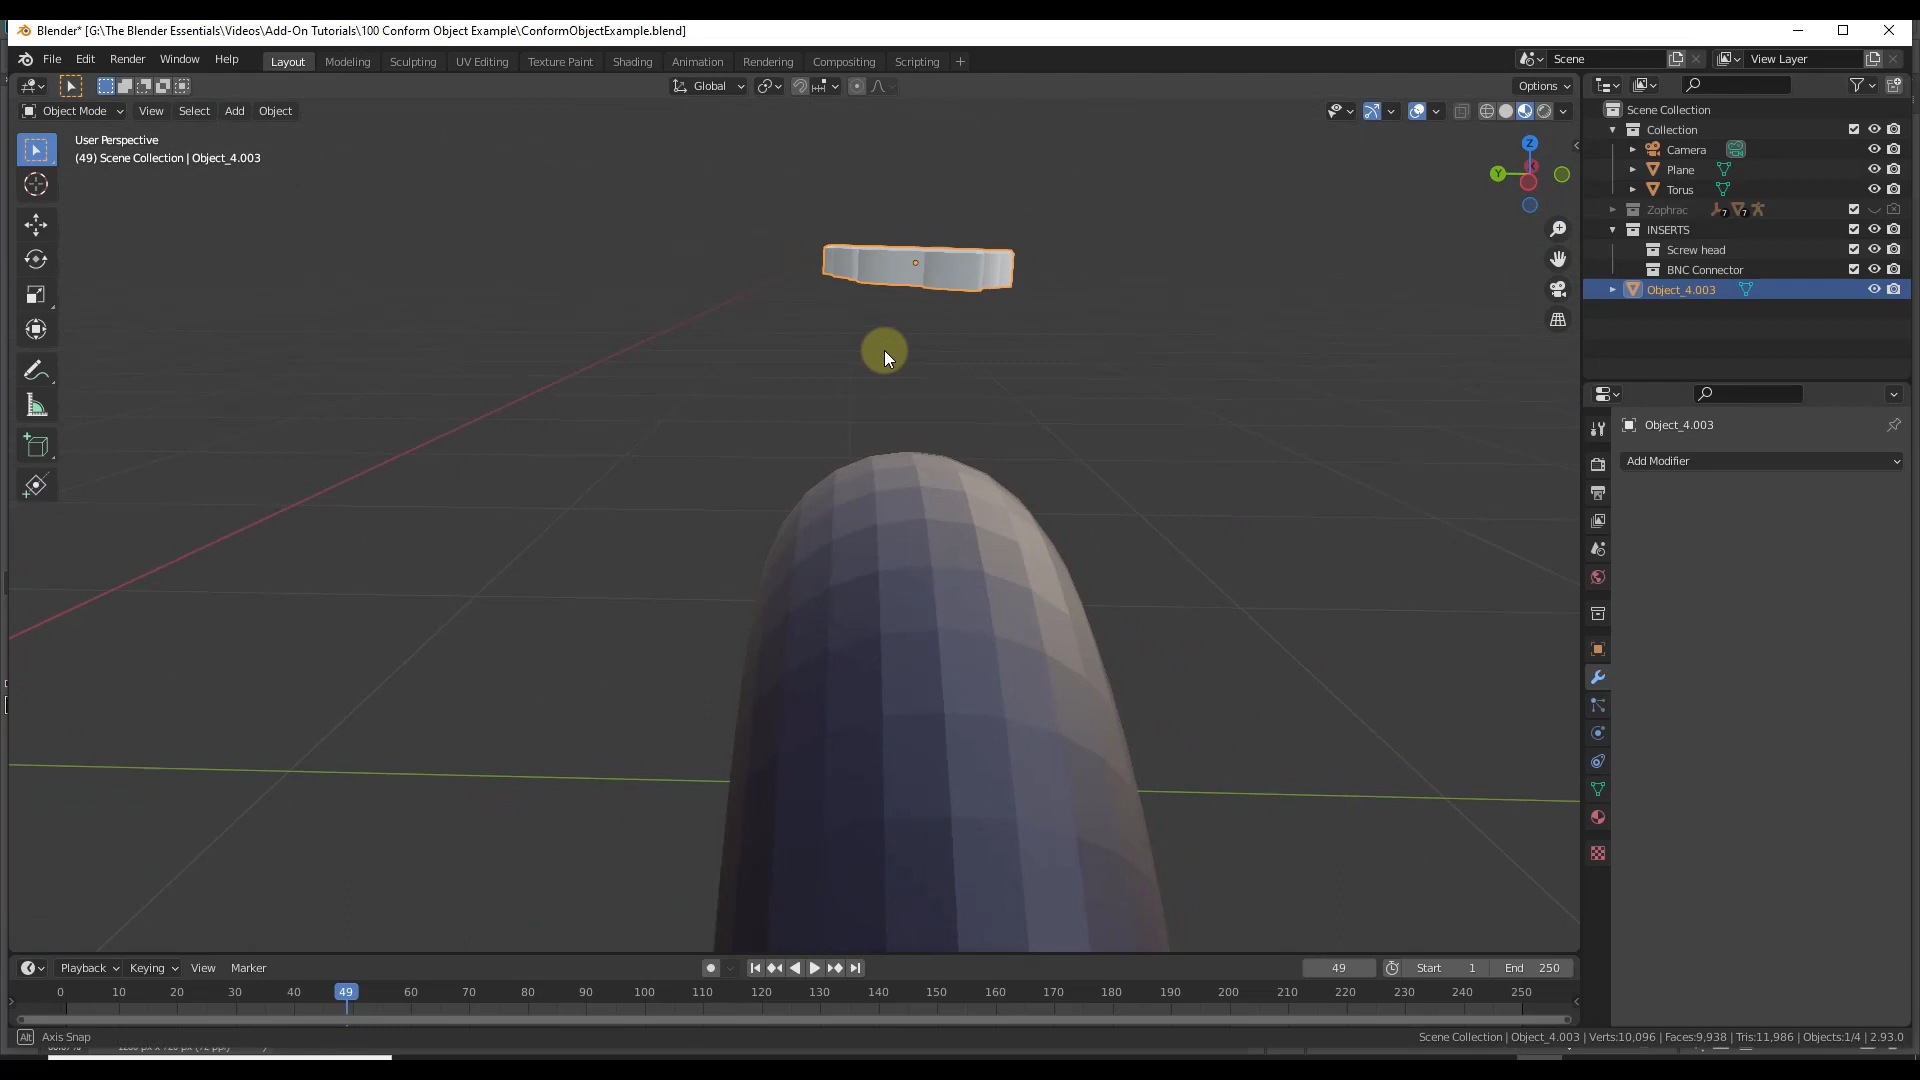 Blender* [G:\The Blender Essentials\Videos\Add-On Tutorials\100 Conform Object Example\ConformObjectExample.blend]
File Edit Render Window Help Layout Modeling Sculpting UV Editing Texture Paint Shading Animation Rendering Compositing Scripting + Scene View Layer
Global Options
Object Mode View Select Add Object
User Perspective
(49) Scene Collection | Object_4.003
Z
Y
Scene Collection
Collection
Camera
Plane
Torus
Zophrac 7 7
INSERTS
Screw head
BNC Connector
Object_4.003
Object_4.003
Add Modifier
Playback Keying View Marker 49 Start 1 End 250
0 10 20 30 40 49 60 70 80 90 100 110 120 130 140 150 160 170 180 190 200 210 220 230 240 250
Alt Axis Snap Scene Collection | Object_4.003 | Verts:10,096 | Faces:9,938 | Tris:11,986 | Objects:1/4 | 2.93.0